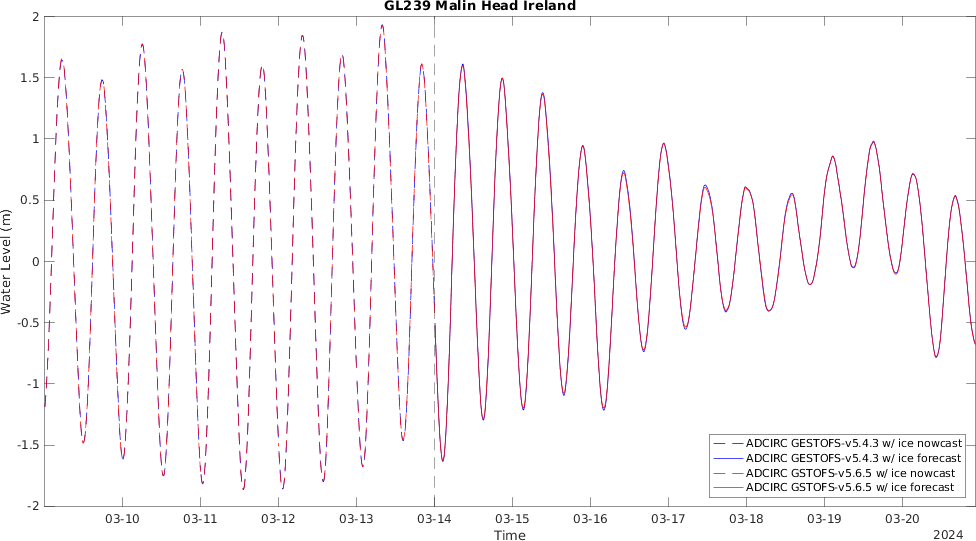 GL239 Malin Head Ireland
2
1.5
1
0.5
0
-0.5
-1
-1.5
-2
Water Level (m)
ADCIRC GESTOFS-v5.4.3 w/ ice nowcast
ADCIRC GESTOFS-v5.4.3 w/ ice forecast
ADCIRC GSTOFS-v5.6.5 w/ ice nowcast
ADCIRC GSTOFS-v5.6.5 w/ ice forecast
03-10 03-11 03-12 03-13 03-14 03-15 03-16 03-17 03-18 03-19 03-20
Time
2024